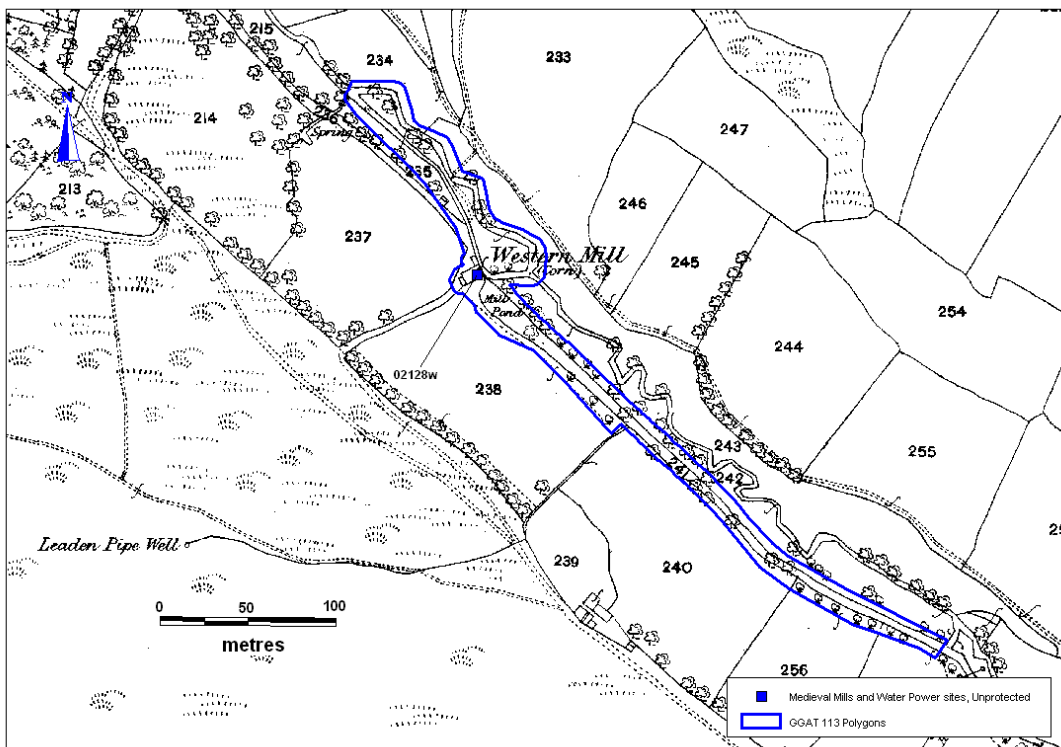 215
234
233
247
214
236
Spring
235
213
246
237
245
Western Mill
(Corn)
254
Mill
Pond
244
02128w
238
243
255
241
242
Leaden Pipe Well
239
240
0 50 100
metres
256
Medieval Mills and Water Power sites, Unprotected
GGAT 113 Polygons